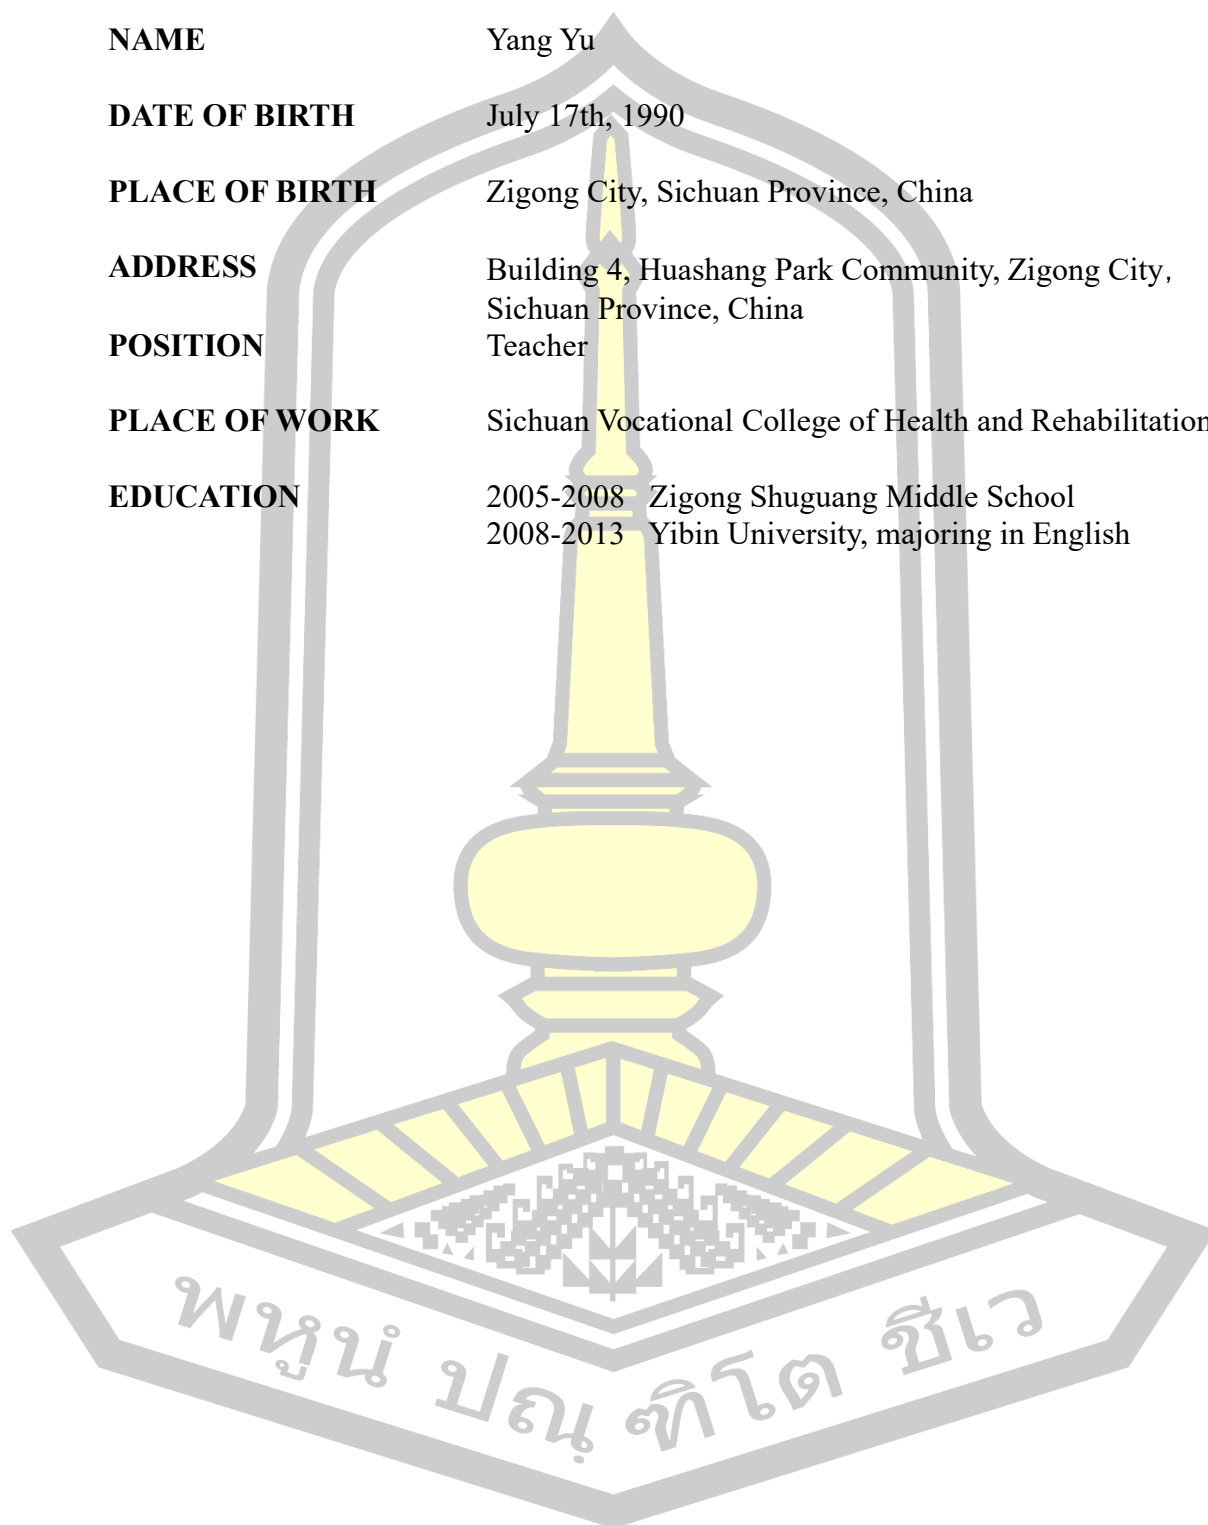 NAME Yang Yu
DATE OF BIRTH July 17th, 1990
PLACE OF BIRTH Zigong City, Sichuan Province, China
ADDRESS Building 4, Huashang Park Community, Zigong City，
Sichuan Province, China
POSITION Teacher
PLACE OF WORK Sichuan Vocational College of Health and Rehabilitation
EDUCATION 2005-2008 Zigong Shuguang Middle School
2008-2013 Yibin University, majoring in English
พหูนํ ปณฺฑิโต ชีเว